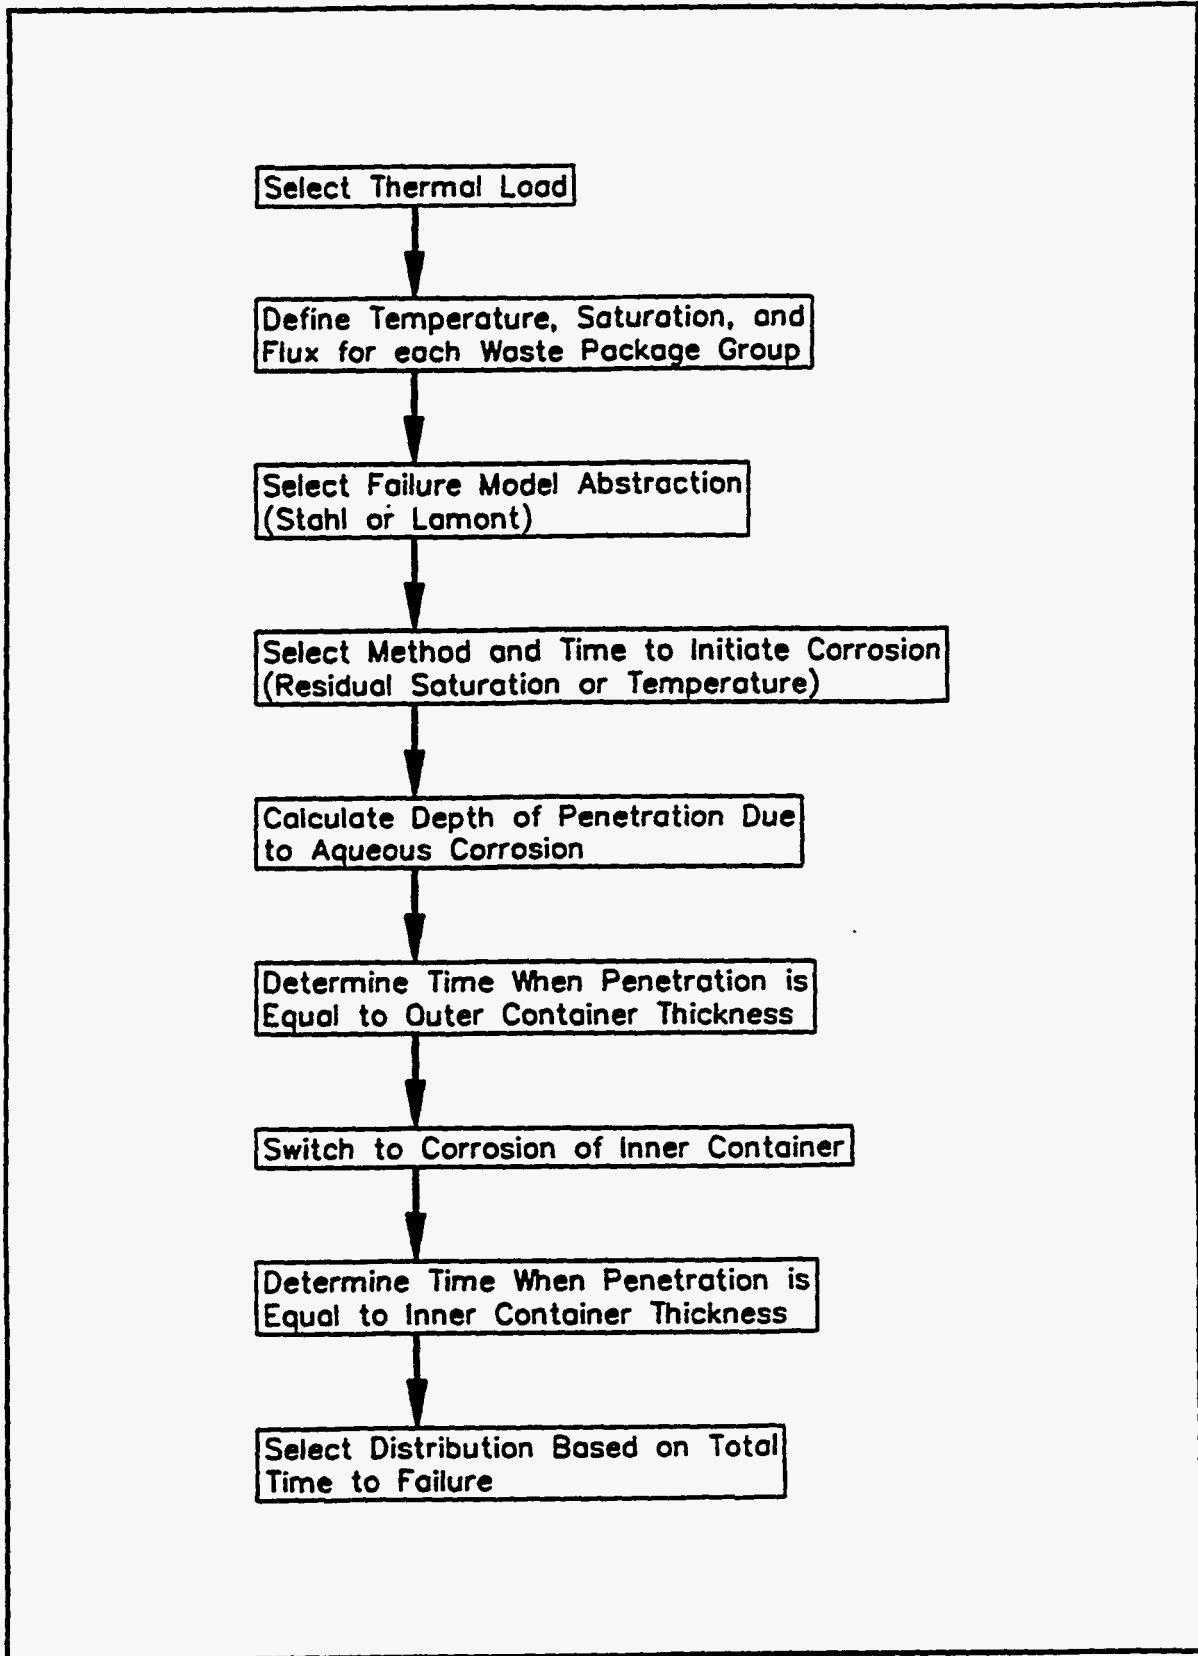 Select Thermal Load
Define Temperature, Saturation, and
Flux for each Waste Package Group
Select Failure Model Abstraction
(Stahl or Lamont)
Select Method and Time to Initiate Corrosion
(Residual Saturation or Temperature)
Calculate Depth of Penetration Due
to Aqueous Corrosion
Determine Time When Penetration is
Equal to Outer Container Thickness
Switch to Corrosion of Inner Container
Determine Time When Penetration is
Equal to Inner Container Thickness
Select Distribution Based on Total
Time to Failure